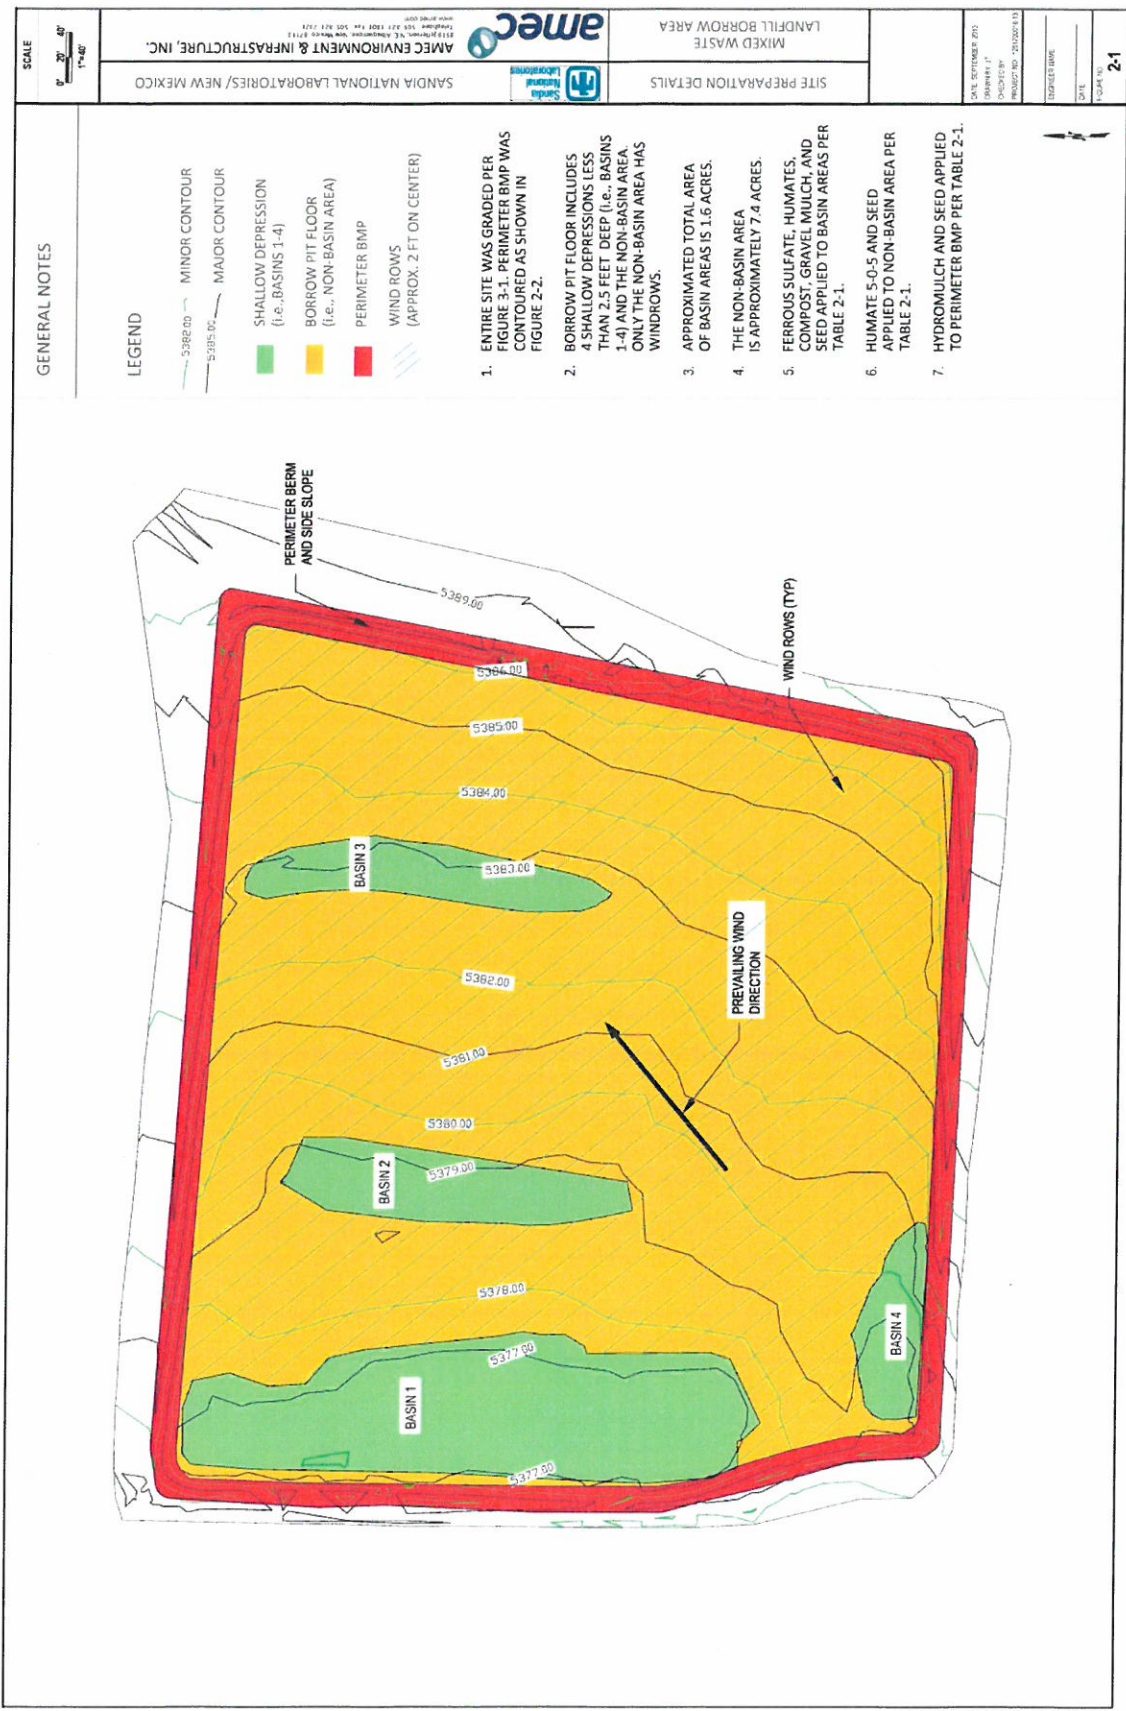 GENERAL NOTES
LEGEND
5382.00 MINOR CONTOUR
5385.00 MAJOR CONTOUR
SHALLOW DEPRESSION
(i.e., BASINS 1-4)
BORROW PIT FLOOR
(i.e., NON-BASIN AREA)
PERIMETER BMP
WIND ROWS
(APPROX. 2 FT ON CENTER)
1. ENTIRE SITE WAS GRADED PER
FIGURE 3-1. PERIMETER BMP WAS
CONTOURED AS SHOWN IN
FIGURE 2-2.
2. BORROW PIT FLOOR INCLUDES
4 SHALLOW DEPRESSIONS LESS
THAN 2.5 FEET DEEP (i.e., BASINS
1-4) AND THE NON-BASIN AREA.
ONLY THE NON-BASIN AREA HAS
WINDROWS.
3. APPROXIMATED TOTAL AREA
OF BASIN AREAS IS 1.6 ACRES.
4. THE NON-BASIN AREA
IS APPROXIMATELY 7.4 ACRES.
5. FERROUS SULFATE, HUMATES,
COMPOST, GRAVEL MULCH, AND
SEED APPLIED TO BASIN AREAS PER
TABLE 2-1.
6. HUMATE 5-0-5 AND SEED
APPLIED TO NON-BASIN AREA PER
TABLE 2-1.
7. HYDROMULCH AND SEED APPLIED
TO PERIMETER BMP PER TABLE 2-1.
PERIMETER BERM
AND SIDE SLOPE
5389.00
5386.00
5385.00
5384.00
WIND ROWS (TYP)
BASIN 3
5383.00
5382.00
PREVAILING WIND
DIRECTION
5381.00
5380.00
BASIN 2
5379.00
5378.00
5377.00
BASIN 1
BASIN 4
5377.00
SCALE
0' 20' 40'
1"=40'
SANDIA NATIONAL LABORATORIES/ NEW MEXICO
AMEC ENVIRONMENT & INFRASTRUCTURE, INC.
Sandia
National
Laboratories
amec
SITE PREPARATION DETAILS
MIXED WASTE
LANDFILL BORROW AREA
DATE: SEPTEMBER 2013
CHECKED BY
ENGINEER NAME
DATE
FIGURE NO
2-1